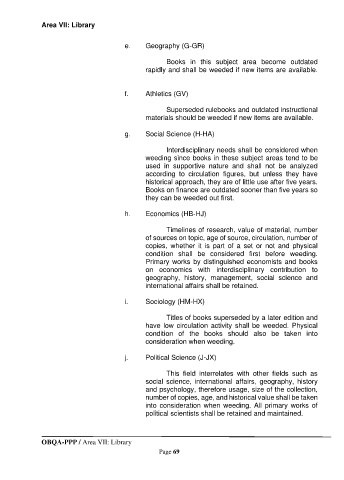 Area VII: Library
e. Geography (G-GR)
Books in this subject area become outdated
rapidly and shall be weeded if new items are available.
f. Athletics (GV)
Superseded rulebooks and outdated instructional
materials should be weeded if new items are available.
g. Social Science (H-HA)
Interdisciplinary needs shall be considered when
weeding since books in these subject areas tend to be
used in supportive nature and shall not be analyzed
according to circulation figures, but unless they have
historical approach, they are of little use after five years.
Books on finance are outdated sooner than five years so
they can be weeded out first.
h. Economics (HB-HJ)
Timelines of research, value of material, number
of sources on topic, age of source, circulation, number of
copies, whether it is part of a set or not and physical
condition shall be considered first before weeding.
Primary works by distinguished economists and books
on economics with interdisciplinary contribution to
geography, history, management, social science and
international affairs shall be retained.
i. Sociology (HM-HX)
Titles of books superseded by a later edition and
have low circulation activity shall be weeded. Physical
condition of the books should also be taken into
consideration when weeding.
j. Political Science (J-JX)
This field interrelates with other fields such as
social science, international affairs, geography, history
and psychology, therefore usage, size of the collection,
number of copies, age, and historical value shall be taken
into consideration when weeding. All primary works of
political scientists shall be retained and maintained.
OBQA-PPP / Area VII: Library
Page 69